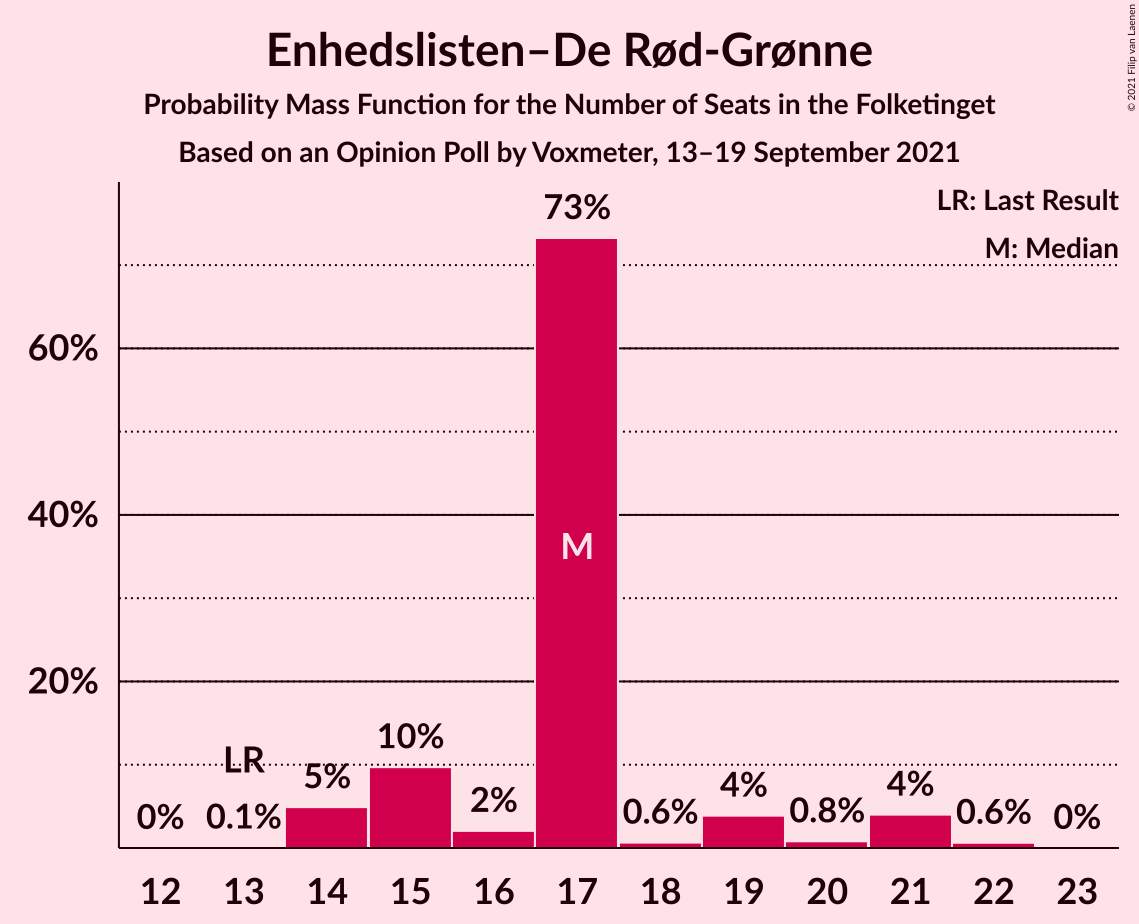 Enhedslisten–De Rød-Grønne
Probability Mass Function for the Number of Seats in the Folketinget
Based on an Opinion Poll by Voxmeter, 13–19 September 2021
© 2021 Filip van Laenen
LR: Last Result
M: Median
73%
60%
40%
20%
M
LR
0%
0.1%
5%
10%
2%
0.6%
4%
0.8%
4%
0.6%
0%
12 13 14 15 16 17 18 19 20 21 22 23